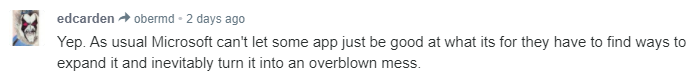 edcarden → obermd • 2 days ago
Yep. As usual Microsoft can't let some app just be good at what its for they have to find ways to
expand it and inevitably turn it into an overblown mess.